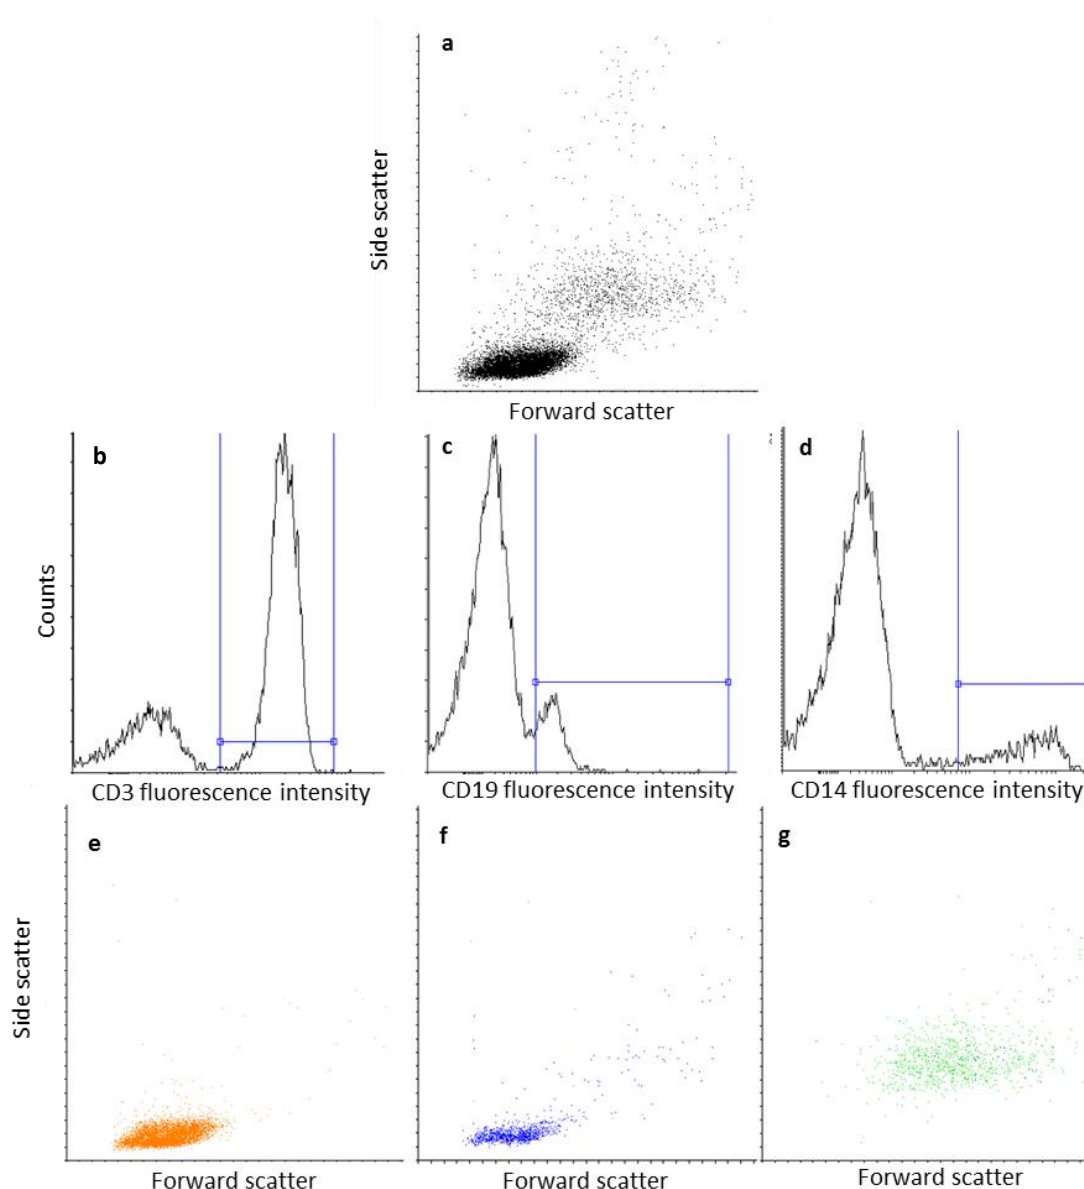 a
Side scatter
Forward scatter
b
c
d
Counts
CD3 fluorescence intensity
CD19 fluorescence intensity
CD14 fluorescence intensity
e
f
g
Side scatter
Forward scatter
Forward scatter
Forward scatter